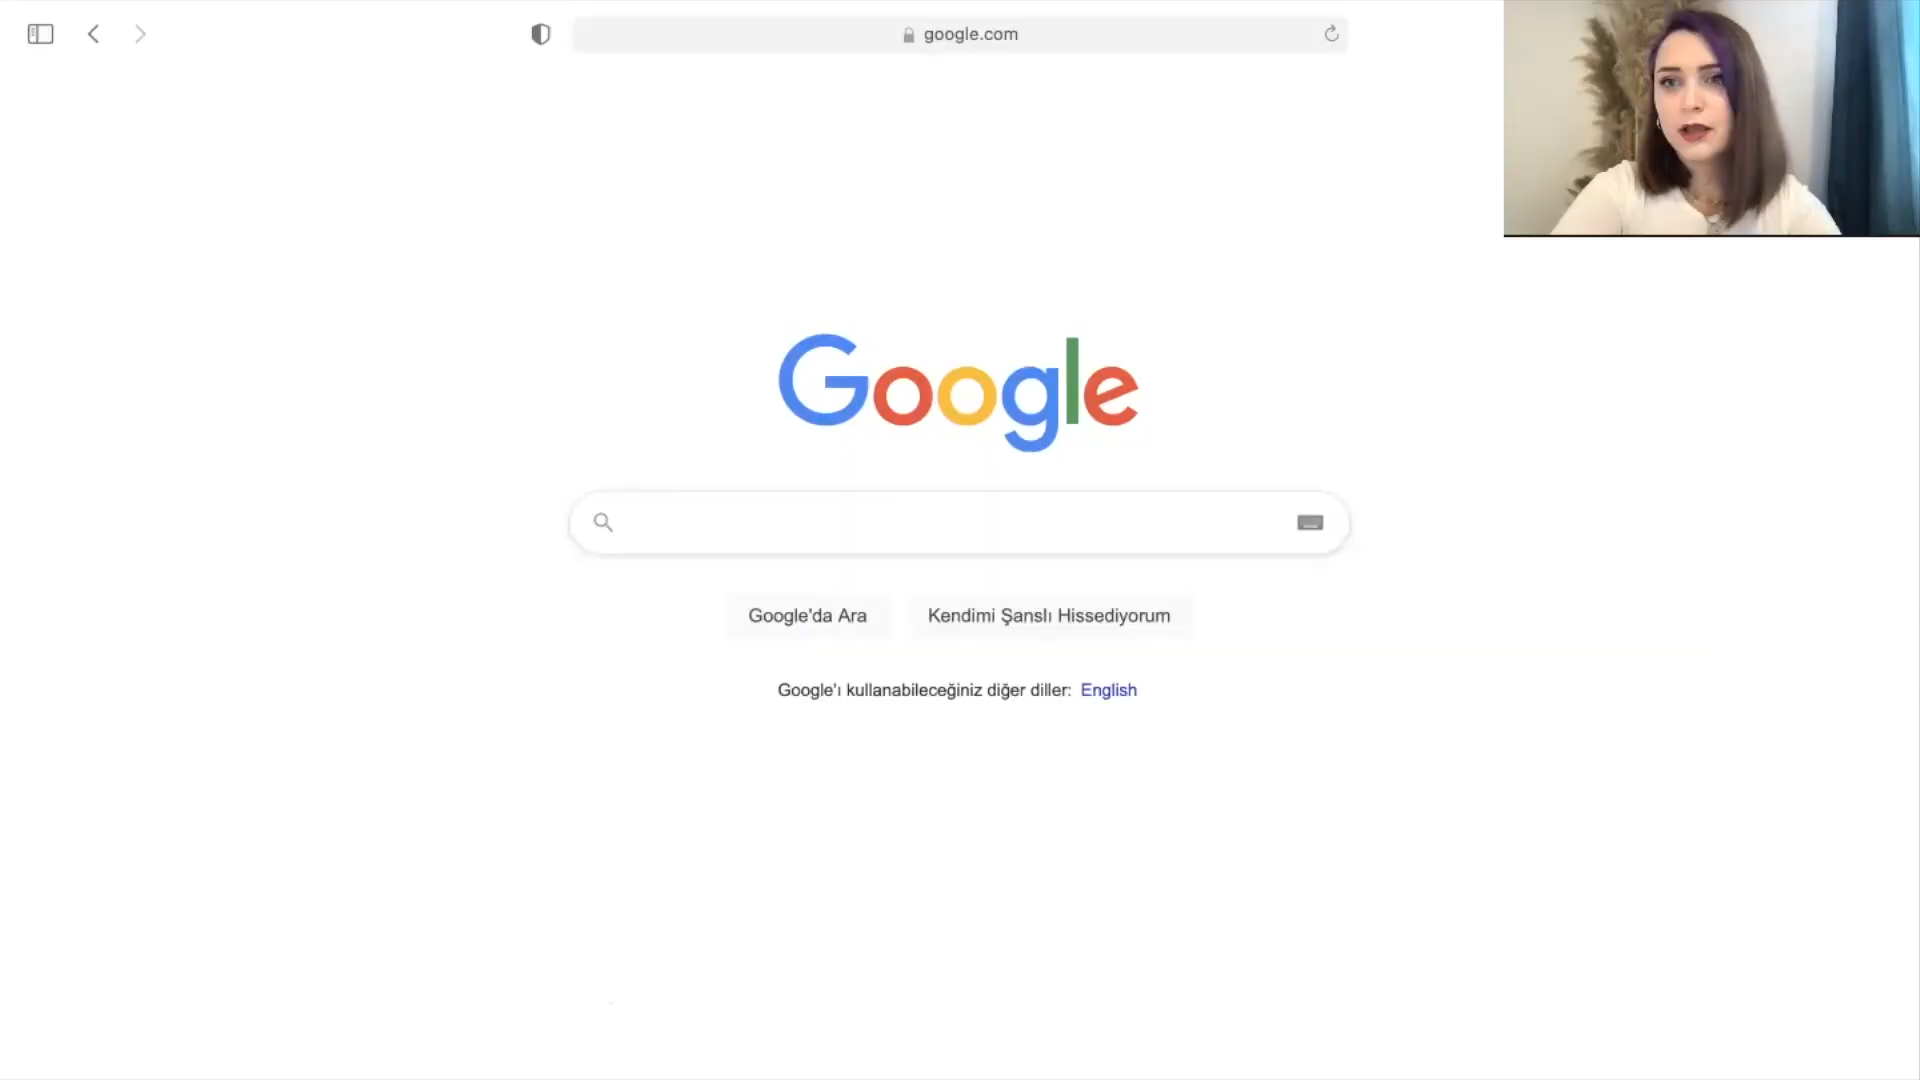 google.com
Google
Google'da Ara
Kendimi Şanslı Hissediyorum
Google'ı kullanabileceğiniz diğer diller: English